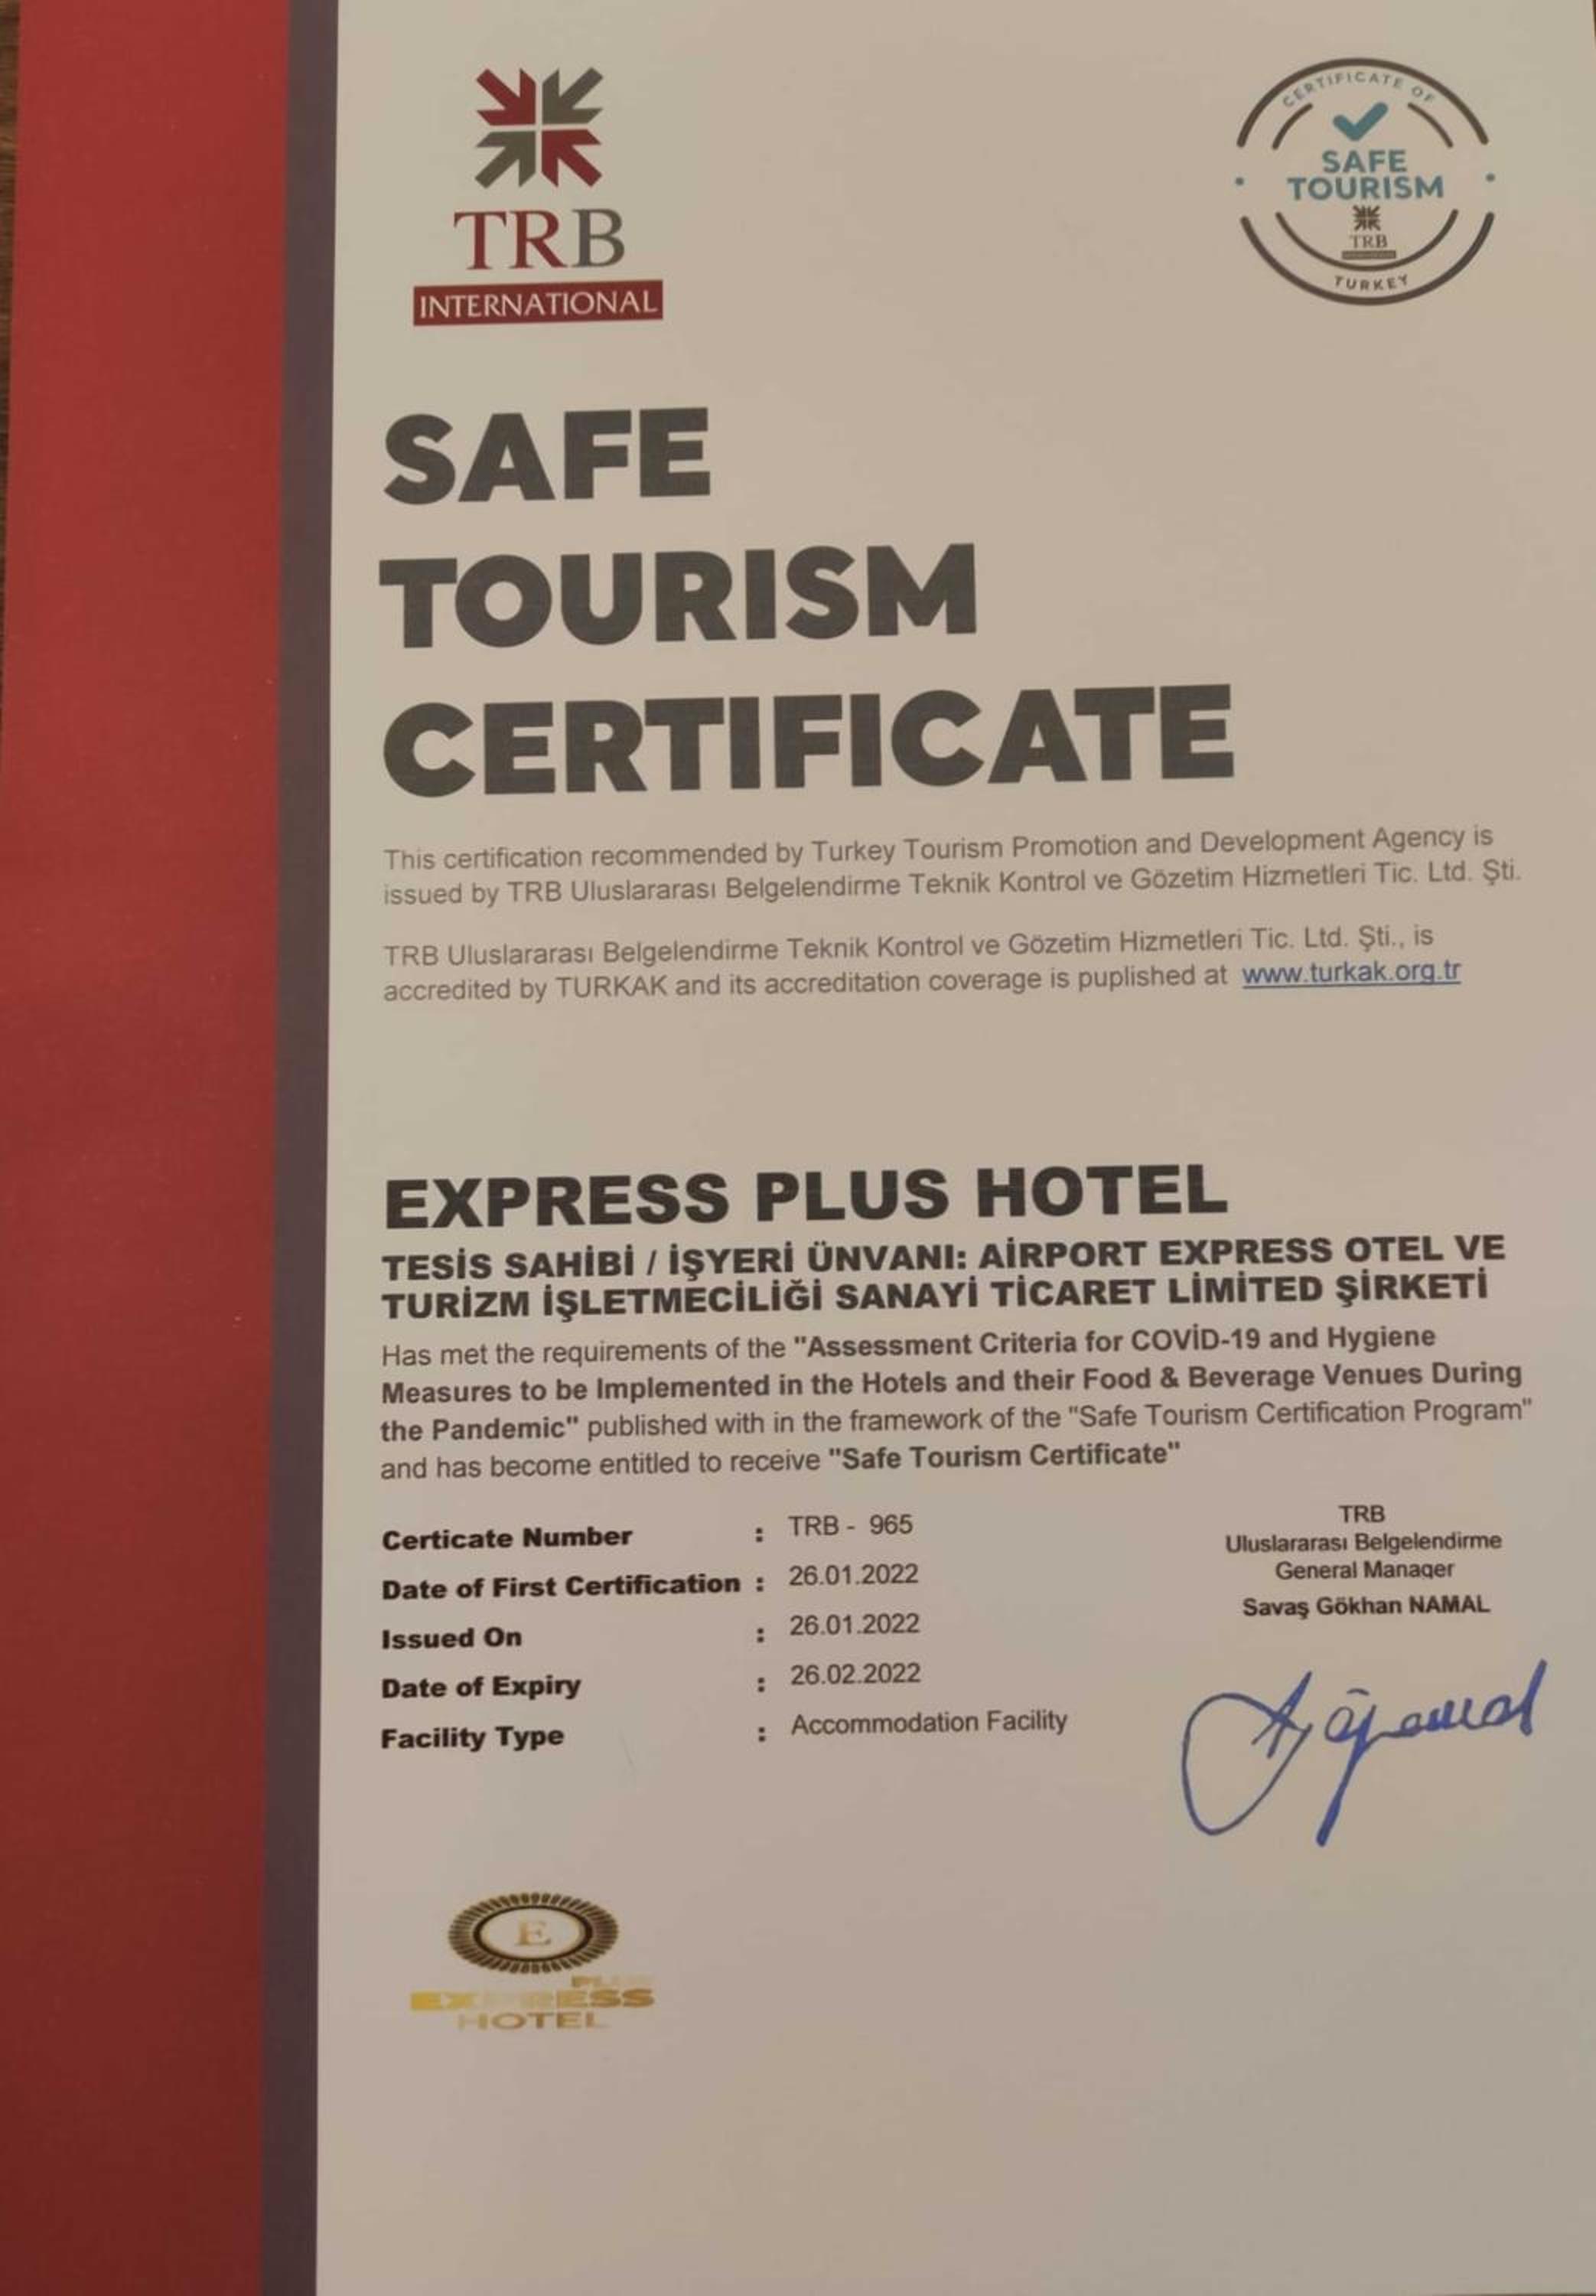 TRB
INTERNATIONAL
CERTIFICATE OF
SAFE
TOURISM
TRB
TURKEY
SAFE
TOURISM
CERTIFICATE
This certification recommended by Turkey Tourism Promotion and Development Agency is
issued by TRB Uluslararası Belgelendirme Teknik Kontrol ve Gözetim Hizmetleri Tic. Ltd. Şti.
TRB Uluslararası Belgelendirme Teknik Kontrol ve Gözetim Hizmetleri Tic. Ltd. Şti., is
accredited by TURKAK and its accreditation coverage is puplished at www.turkak.org.tr
EXPRESS PLUS HOTEL
TESİS SAHİBİ / İŞYERİ ÜNVANI: AİRPORT EXPRESS OTEL VE
TURİZM İŞLETMECİLİĞİ SANAYİ TİCARET LİMİTED ŞİRKETİ
Has met the requirements of the "Assessment Criteria for COVİD-19 and Hygiene
Measures to be Implemented in the Hotels and their Food & Beverage Venues During
the Pandemic" published with in the framework of the "Safe Tourism Certification Program"
and has become entitled to receive "Safe Tourism Certificate"
Certicate Number : TRB - 965
Date of First Certification : 26.01.2022
Issued On : 26.01.2022
Date of Expiry : 26.02.2022
Facility Type : Accommodation Facility
TRB
Uluslararası Belgelendirme
General Manager
Savaş Gökhan NAMAL
E
PLUS
EXPRESS
HOTEL